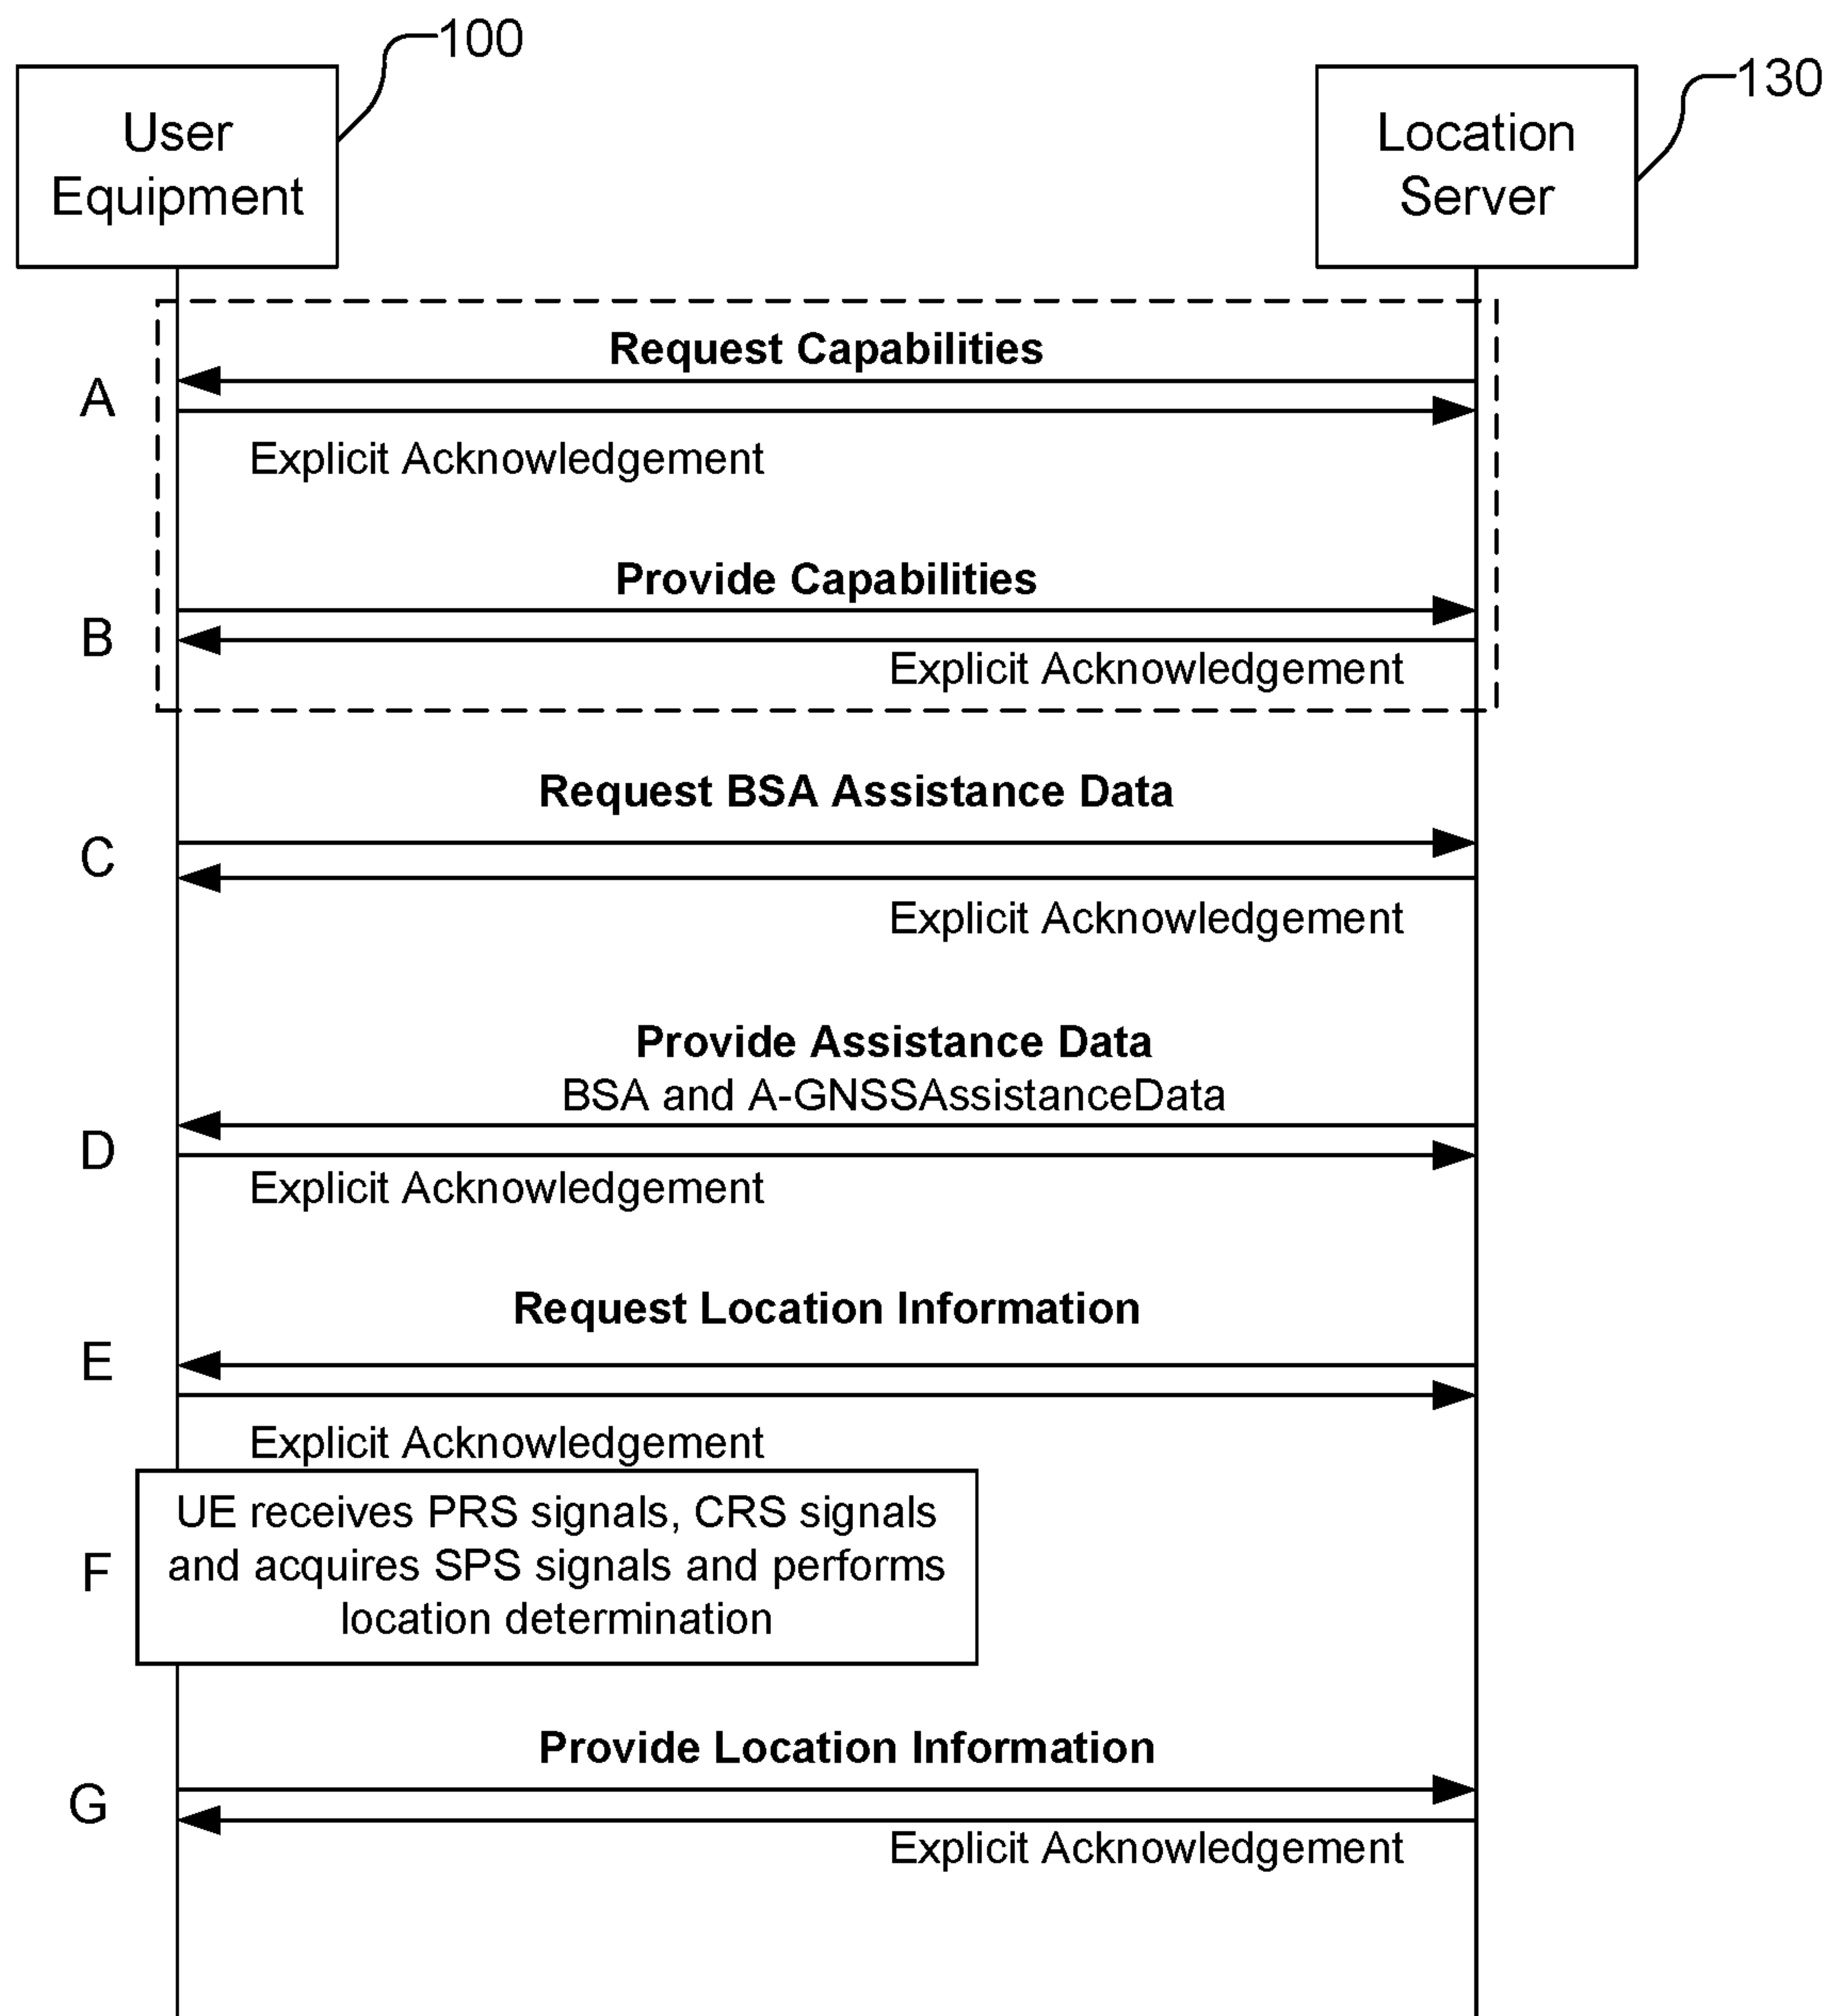 100
130
User
Equipment
Location
Server
Request Capabilities
A
Explicit Acknowledgement
Provide Capabilities
B
Explicit Acknowledgement
Request BSA Assistance Data
C
Explicit Acknowledgement
Provide Assistance Data
BSA and A-GNSSAssistanceData
D
Explicit Acknowledgement
Request Location Information
E
Explicit Acknowledgement
UE receives PRS signals, CRS signals
F
and acquires SPS signals and performs
location determination
Provide Location Information
G
Explicit Acknowledgement